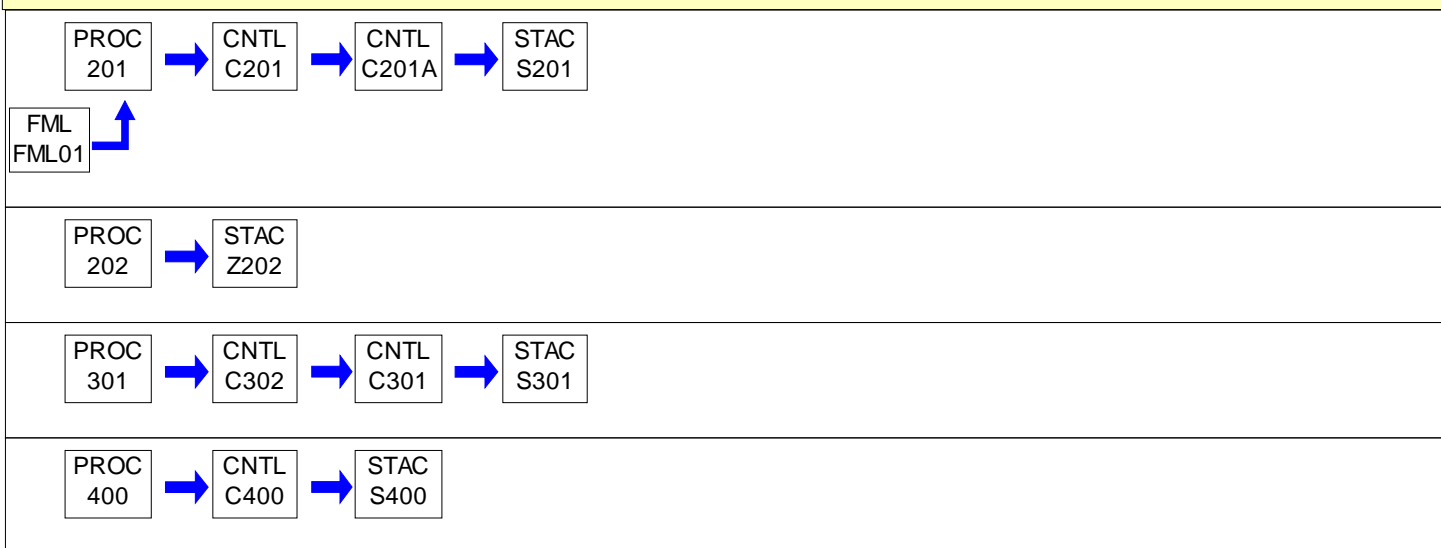 PROC
201
CNTL
C201
CNTL
C201A
STAC
S201
FML
FML01
PROC
202
STAC
Z202
PROC
301
CNTL
C302
CNTL
C301
STAC
S301
PROC
400
CNTL
C400
STAC
S400